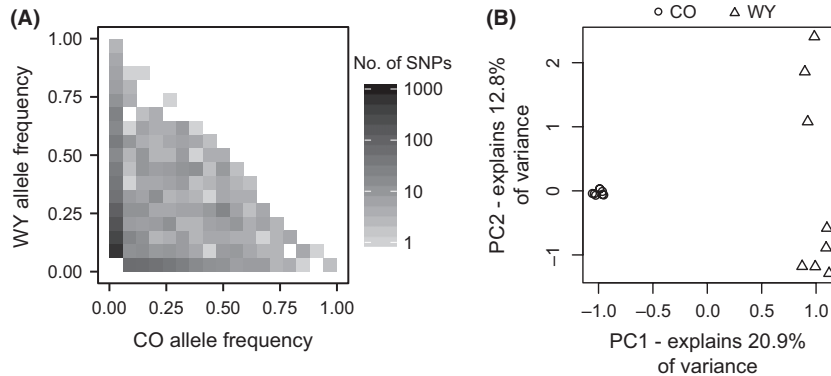 (A)
1.00
0.75
0.50
0.25
0.00
WY allele frequency
0.00 0.25 0.50 0.75 1.00
CO allele frequency
No. of SNPs
1000
100
10
1
(B)
CO WY
2
1
0
−1
PC2 - explains 12.8%
of variance
−1.0 −0.5 0.0 0.5 1.0
PC1 - explains 20.9%
of variance